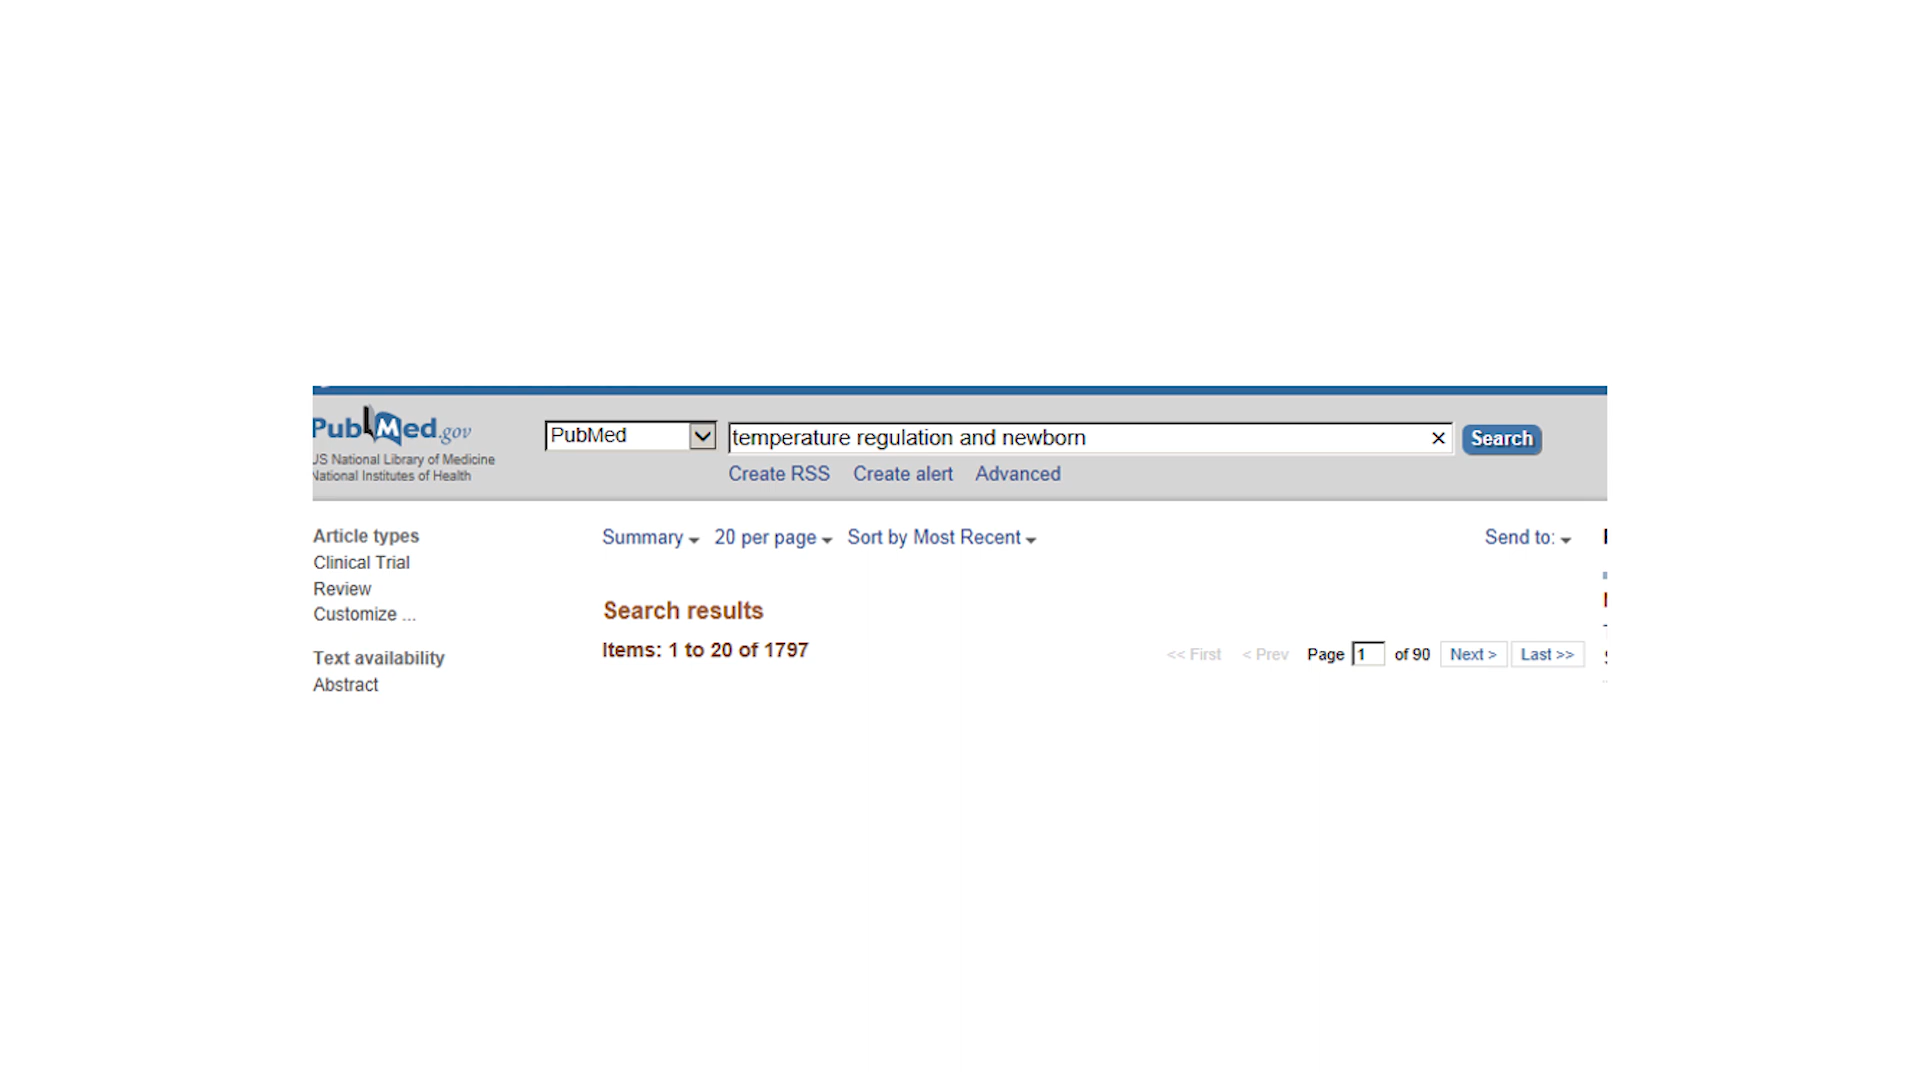 PubMed.gov
US National Library of Medicine
National Institutes of Health
PubMed
temperature regulation and newborn
×
Search
Create RSS Create alert Advanced
Article types
Clinical Trial
Review
Customize ...
Text availability
Abstract
Summary 20 per page Sort by Most Recent
Send to:
Search results
Items: 1 to 20 of 1797
<< First < Prev Page 1 of 90 Next > Last >>